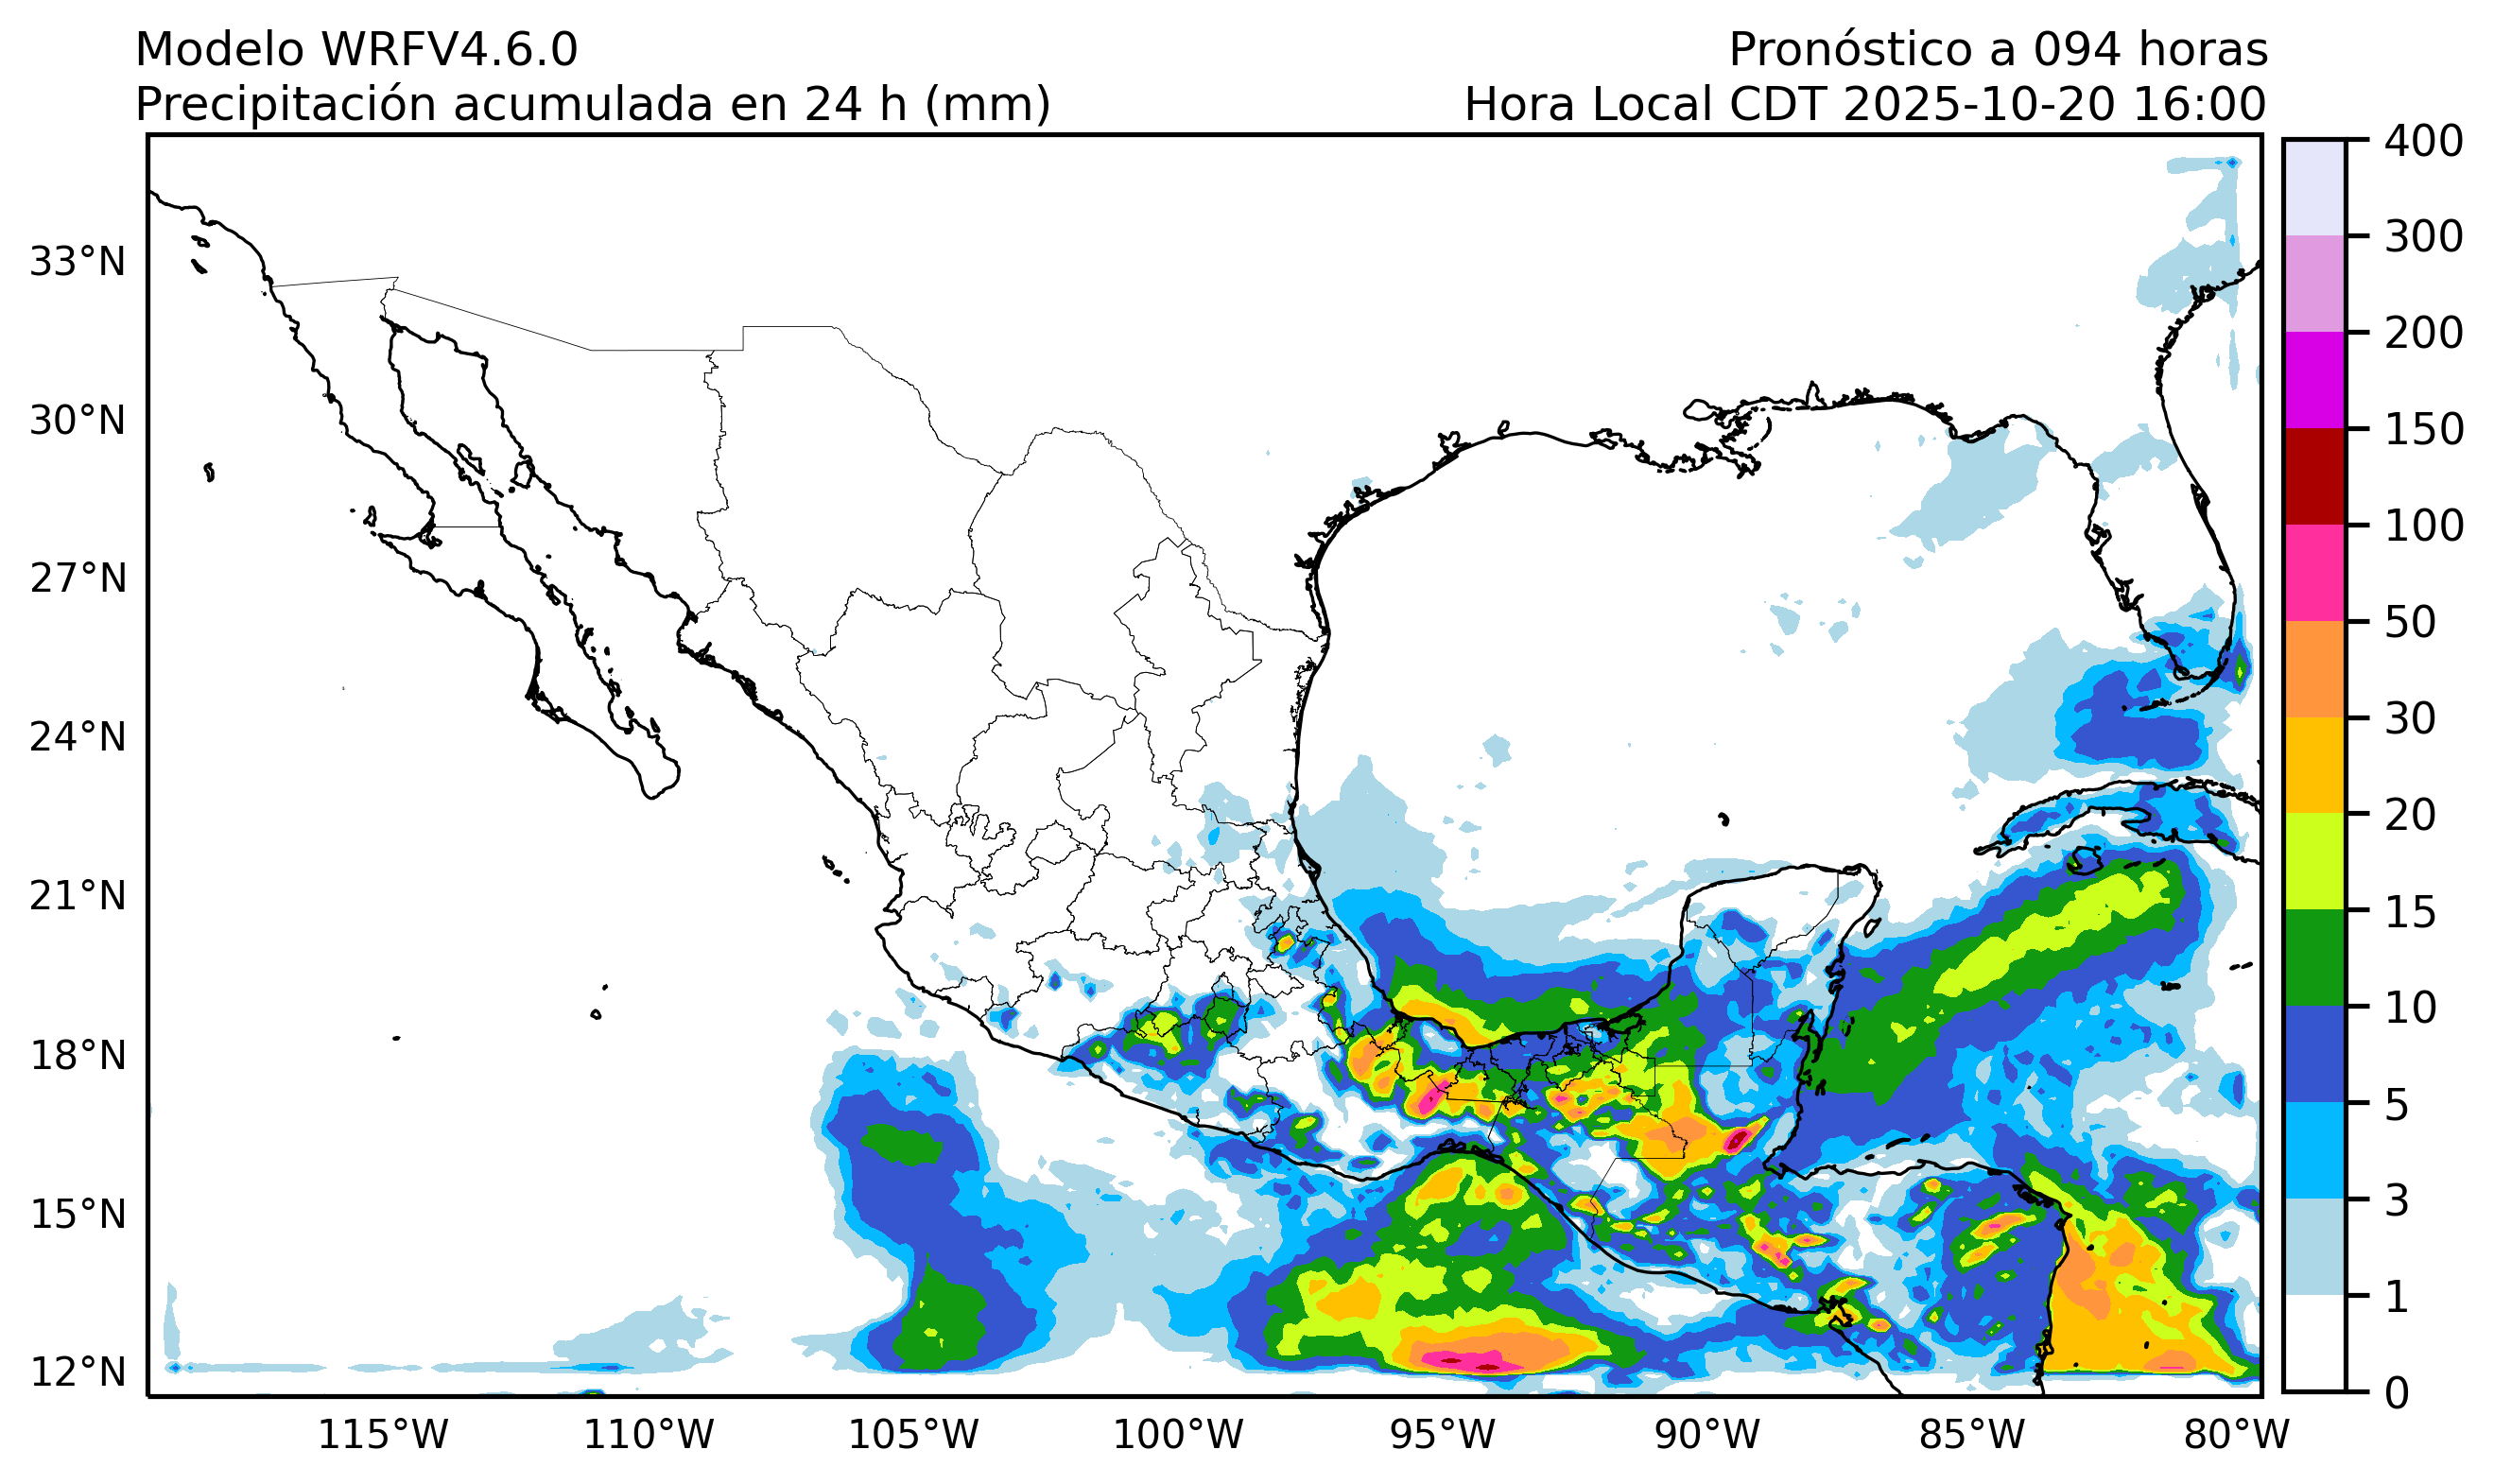 Modelo WRFV4.6.0
Pronóstico a 094 horas
Precipitación acumulada en 24 h (mm)
Hora Local CDT 2025-10-20 16:00
33°N
30°N
27°N
24°N
21°N
18°N
15°N
12°N
115°W
110°W
105°W
100°W
95°W
90°W
85°W
80°W
400
300
200
150
100
50
30
20
15
10
5
3
1
0